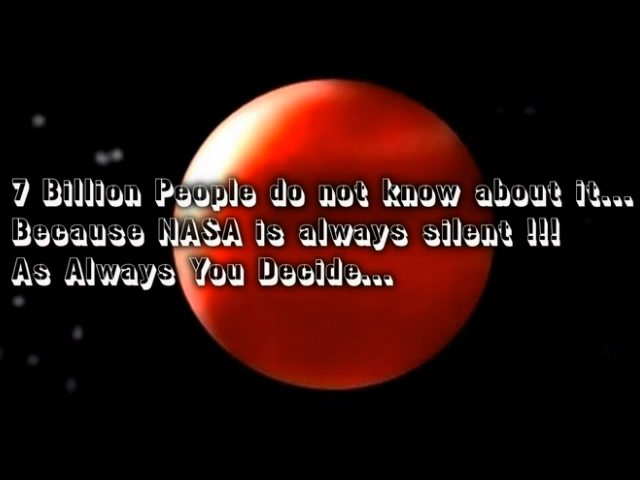 7 Billion People do not know about it...
Because NASA is always silent !!!
As Always You Decide...